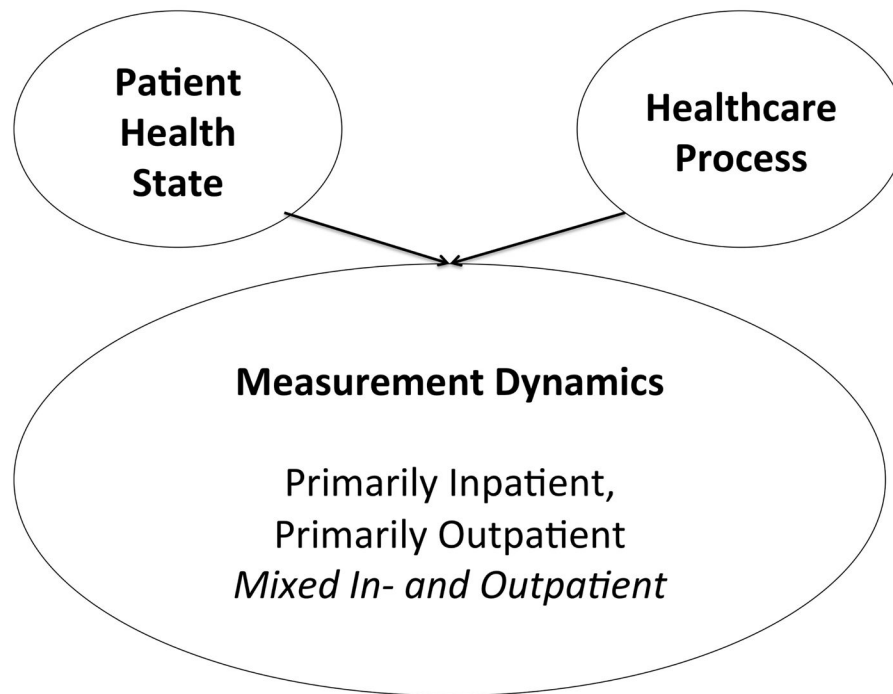 Patient
Health
State
Healthcare
Process
Measurement Dynamics
Primarily Inpatient,
Primarily Outpatient
Mixed In- and Outpatient